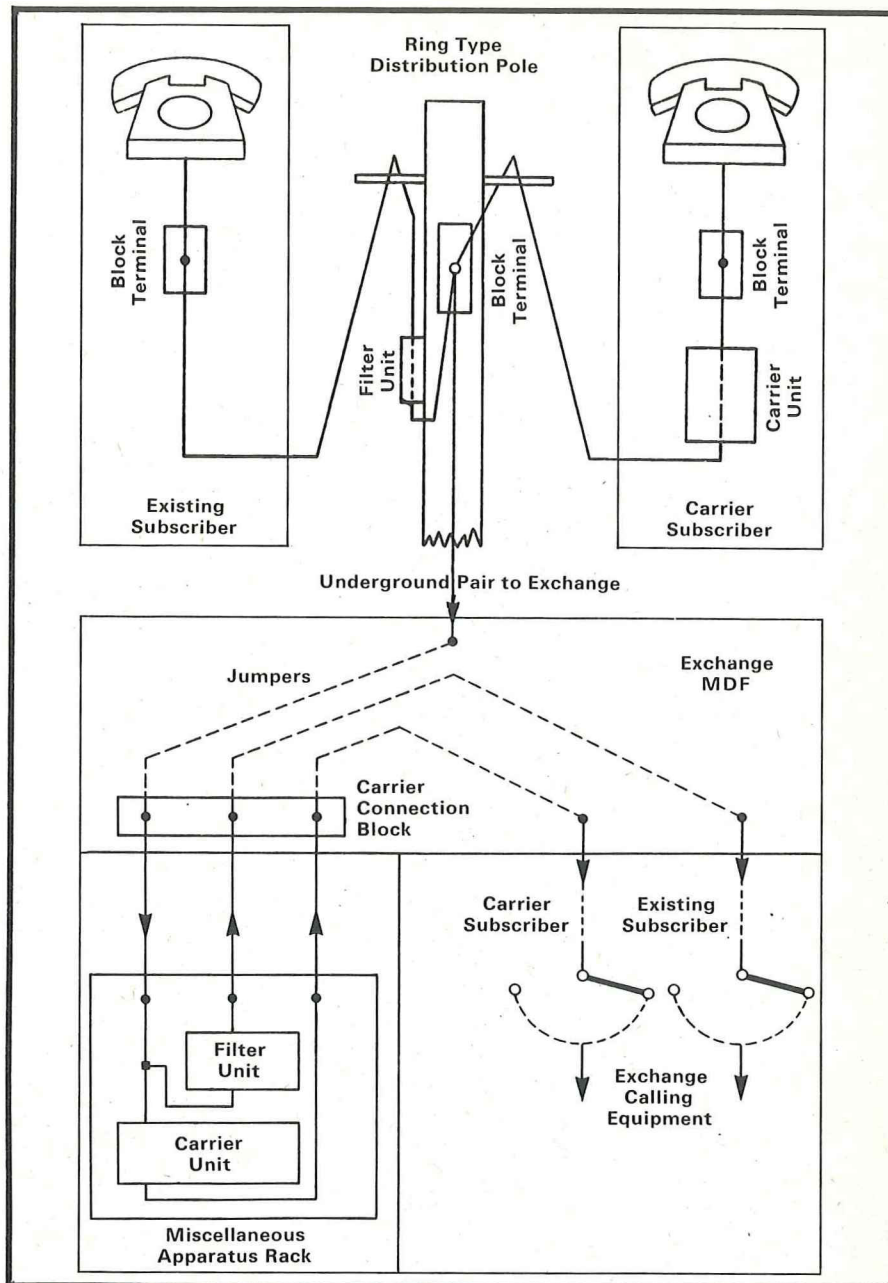 Ring Type
Distribution Pole
Block
Terminal
Filter
Unit
Block
Terminal
Block
Terminal
Carrier
Unit
Existing
Subscriber
Carrier
Subscriber
Underground Pair to Exchange
Jumpers
Exchange
MDF
Carrier
Connection
Block
Carrier
Subscriber
Existing
Subscriber
Filter
Unit
Carrier
Unit
Exchange
Calling
Equipment
Miscellaneous
Apparatus Rack